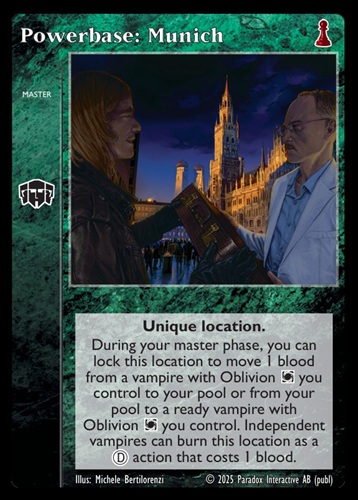 Powerbase: Munich
MASTER
Unique location.
During your master phase, you can
lock this location to move 1 blood
from a vampire with Oblivion you
control to your pool or from your
pool to a ready vampire with
Oblivion you control. Independent
vampires can burn this location as a
D action that costs 1 blood.
Illus: Michele Bertilorenzi
© 2025 Paradox Interactive AB (publ)